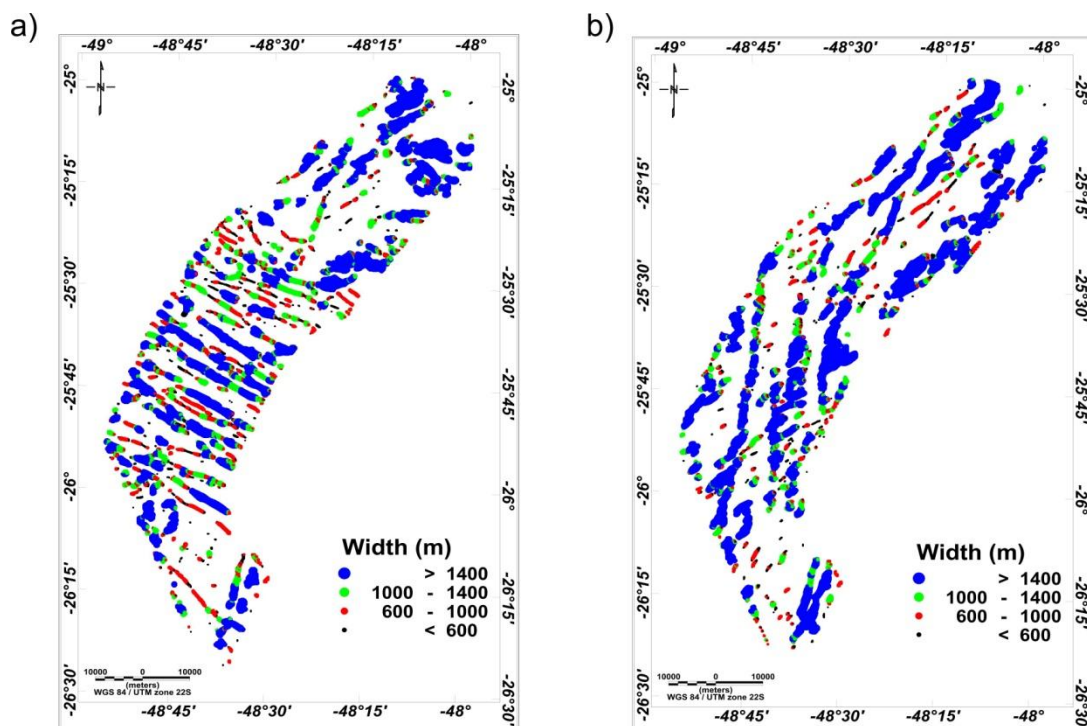 a)
-49° -48°45' -48°30' -48°15' -48°
-25°
-25°
N
-25°15'
-25°15'
-25°30'
-25°30'
-25°45'
-25°45'
-26°
-26°
Width (m)
> 1400
1000 - 1400
600 - 1000
< 600
-26°15'
-26°15'
10000 0 10000
(meters)
WGS 84 / UTM zone 22S
-26°30'
-26°30'
-48°45' -48°30' -48°15' -48°
b)
-49° -48°45' -48°30' -48°15' -48°
-25°
-25°
N
-25°15'
-25°15'
-25°30'
-25°30'
-25°45'
-25°45'
-26°
-26°
Width (m)
> 1400
1000 - 1400
600 - 1000
< 600
-26°15'
-26°15'
10000 0 10000
(meters)
WGS 84 / UTM zone 22S
-26°30'
-26°30'
-48°45' -48°30' -48°15' -48°